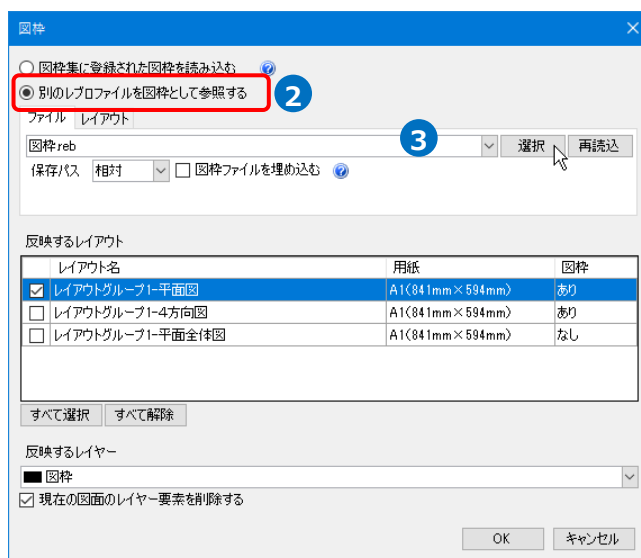 図枠
図枠集に登録された図枠を読み込む
別のレブロファイルを図枠として参照する
2
ファイル レイアウト
3
図枠.reb 選択 再読込
保存パス 相対 図枠ファイルを埋め込む
反映するレイアウト
レイアウト名 用紙 図枠
レイアウトグループ1-平面図 A1(841mm×594mm) あり
レイアウトグループ1-4方向図 A1(841mm×594mm) あり
レイアウトグループ1-平面全体図 A1(841mm×594mm) なし
すべて選択 すべて解除
反映するレイヤー
図枠
現在の図面のレイヤー要素を削除する
OK キャンセル